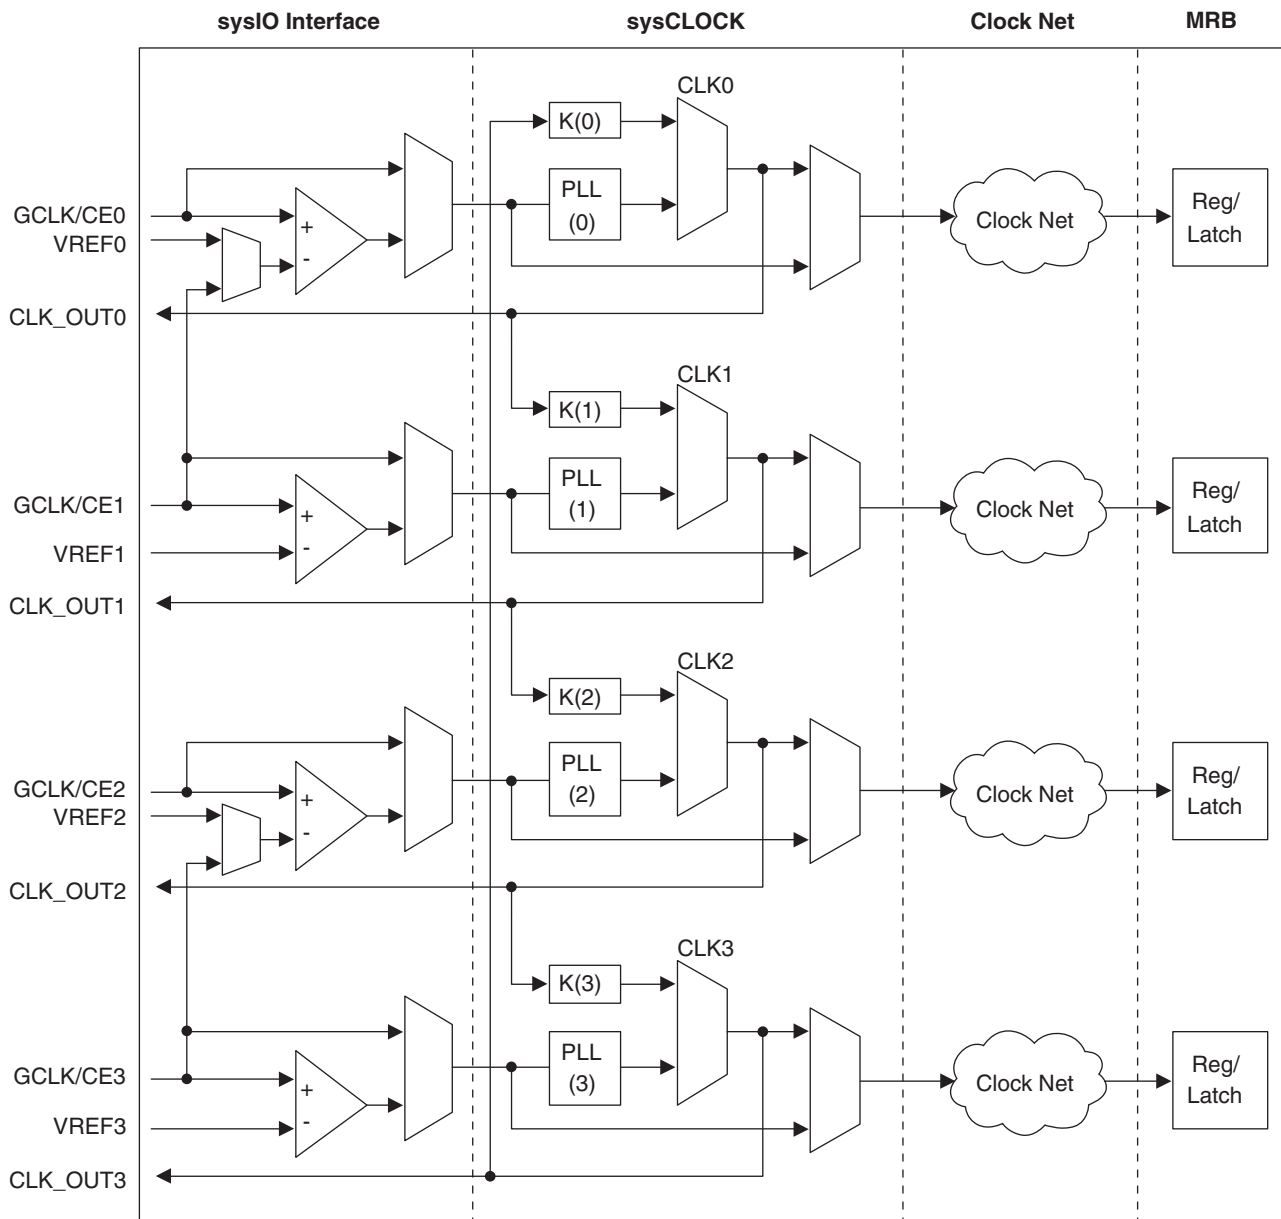 sysIO Interface
sysCLOCK
Clock Net
MRB
CLK0
K(0)
GCLK/CE0
VREF0
+
-
PLL
(0)
Clock Net
Reg/
Latch
CLK_OUT0
CLK1
K(1)
GCLK/CE1
VREF1
+
-
PLL
(1)
Clock Net
Reg/
Latch
CLK_OUT1
CLK2
K(2)
GCLK/CE2
VREF2
+
-
PLL
(2)
Clock Net
Reg/
Latch
CLK_OUT2
CLK3
K(3)
GCLK/CE3
VREF3
+
-
PLL
(3)
Clock Net
Reg/
Latch
CLK_OUT3